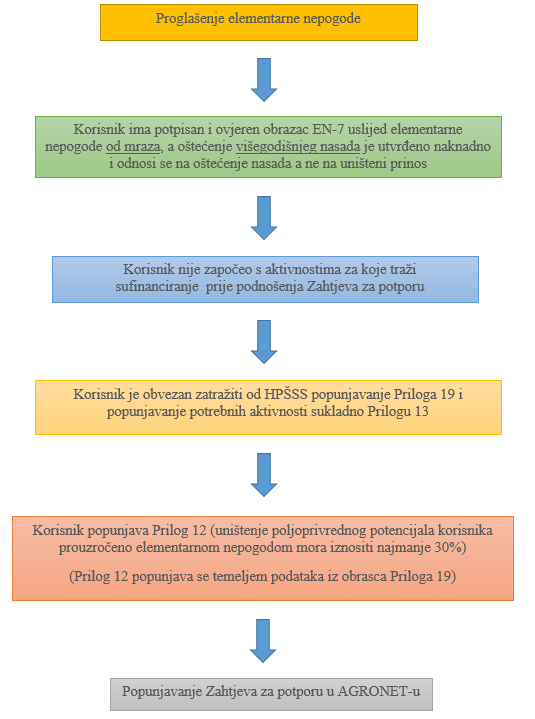 Proglašenje elementarne nepogode
Korisnik ima potpisan i ovjeren obrazac EN-7 uslijed elementarne
nepogode od mraza, a oštećenje višegodišnjeg nasada je utvrđeno naknadno
i odnosi se na oštećenje nasada a ne na uništeni prinos
Korisnik nije započeo s aktivnostima za koje traži
sufinanciranje prije podnošenja Zahtjeva za potporu
Korisnik je obvezan zatražiti od HPŠSS popunjavanje Priloga 19 i
popunjavanje potrebnih aktivnosti sukladno Prilogu 13
Korisnik popunjava Prilog 12 (uništenje poljoprivrednog potencijala korisnika
prouzročeno elementarnom nepogodom mora iznositi najmanje 30%)
(Prilog 12 popunjava se temeljem podataka iz obrasca Priloga 19)
Popunjavanje Zahtjeva za potporu u AGRONET-u